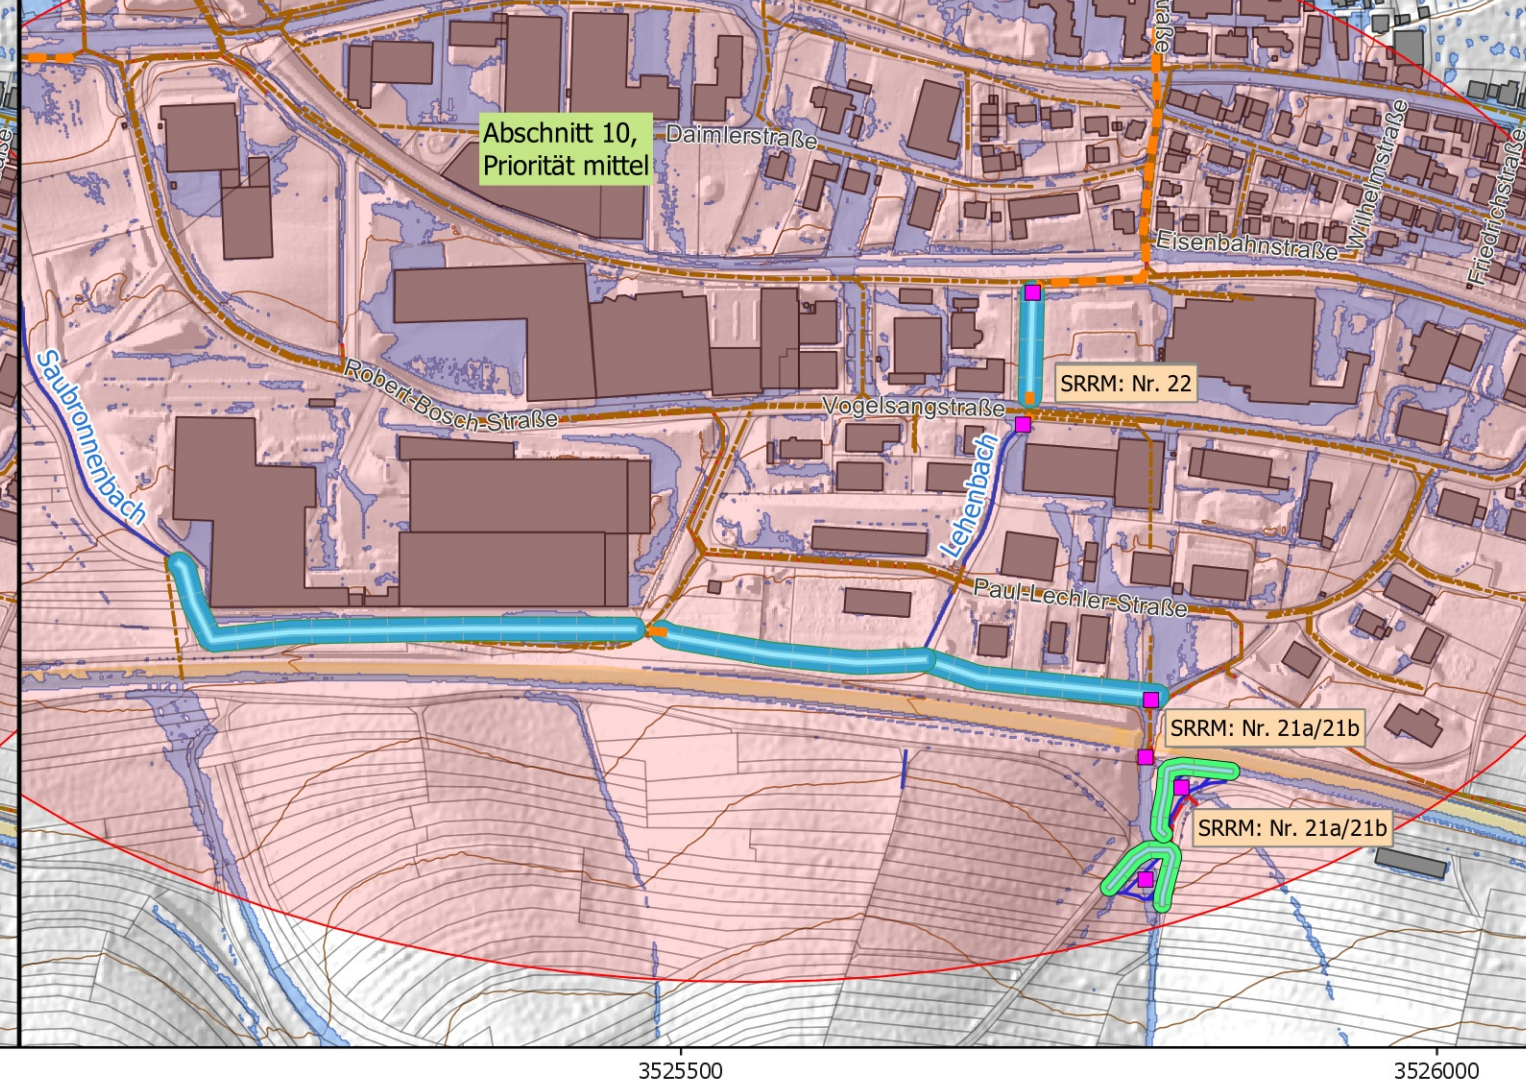 Abschnitt 10,
Priorität mittel
Daimlerstraße
Eisenbahnstraße
Wilhelmstraße
Friedrichstraße
Saubronnenbach
Robert-Bosch-Straße
Vogelsangstraße
SRRM: Nr. 22
Lehenbach
Paul-Lechler-Straße
SRRM: Nr. 21a/21b
SRRM: Nr. 21a/21b
3525500
3526000